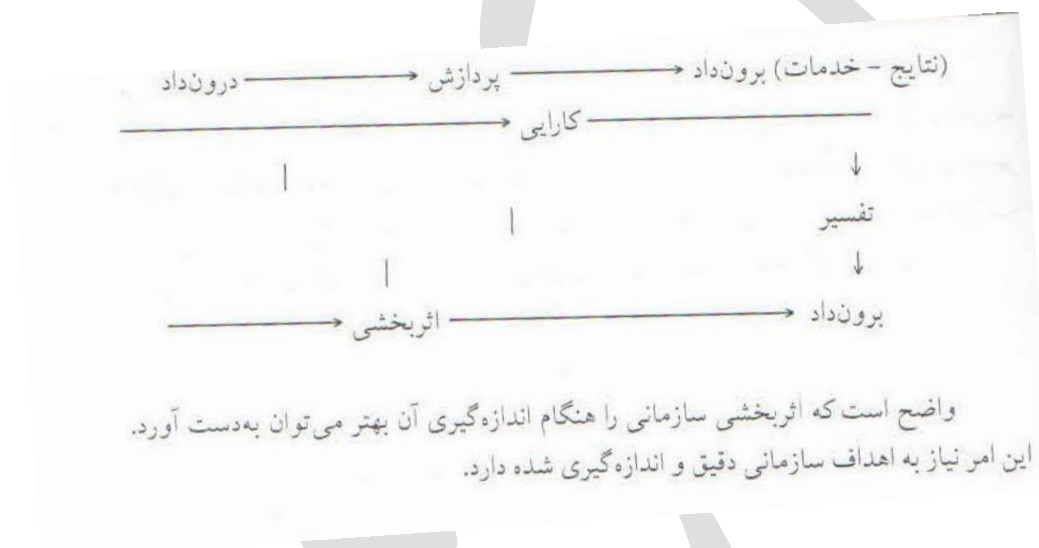 درون‌داد → پردازش → برون‌داد (نتایج – خدمات)
کارایی →
↓
تفسیر
↓
→ اثربخشی → برون‌داد
واضح است که اثربخشی سازمانی را هنگام اندازه‌گیری آن بهتر می‌توان به‌دست آورد.
این امر نیاز به اهداف سازمانی دقیق و اندازه‌گیری شده دارد.